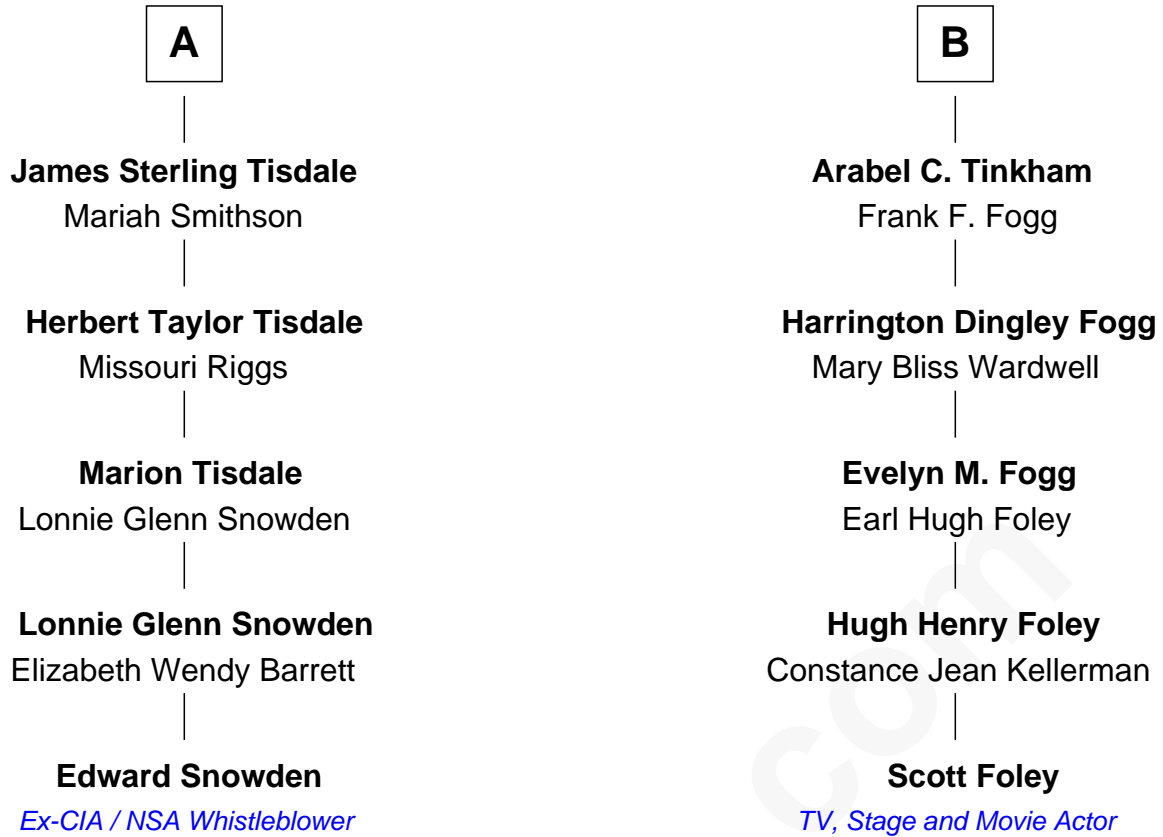 A
James Sterling Tisdale
Mariah Smithson
Herbert Taylor Tisdale
Missouri Riggs
Marion Tisdale
Lonnie Glenn Snowden
Lonnie Glenn Snowden
Elizabeth Wendy Barrett
Edward Snowden
Ex-CIA / NSA Whistleblower
B
Arabel C. Tinkham
Frank F. Fogg
Harrington Dingley Fogg
Mary Bliss Wardwell
Evelyn M. Fogg
Earl Hugh Foley
Hugh Henry Foley
Constance Jean Kellerman
Scott Foley
TV, Stage and Movie Actor
com